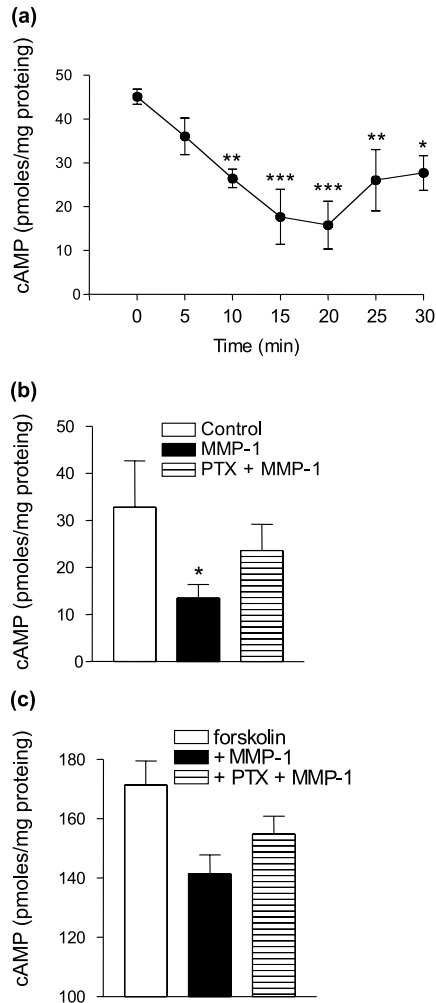 (a)
cAMP (pmoles/mg proteing)
50
40
30
20
10
0
** *** *** ** *
0 5 10 15 20 25 30
Time (min)
(b)
cAMP (pmoles/mg proteing)
50
40
30
20
10
0
Control
MMP-1
PTX + MMP-1
*
(c)
cAMP (pmoles/mg proteing)
180
160
140
120
100
forskolin
+ MMP-1
+ PTX + MMP-1